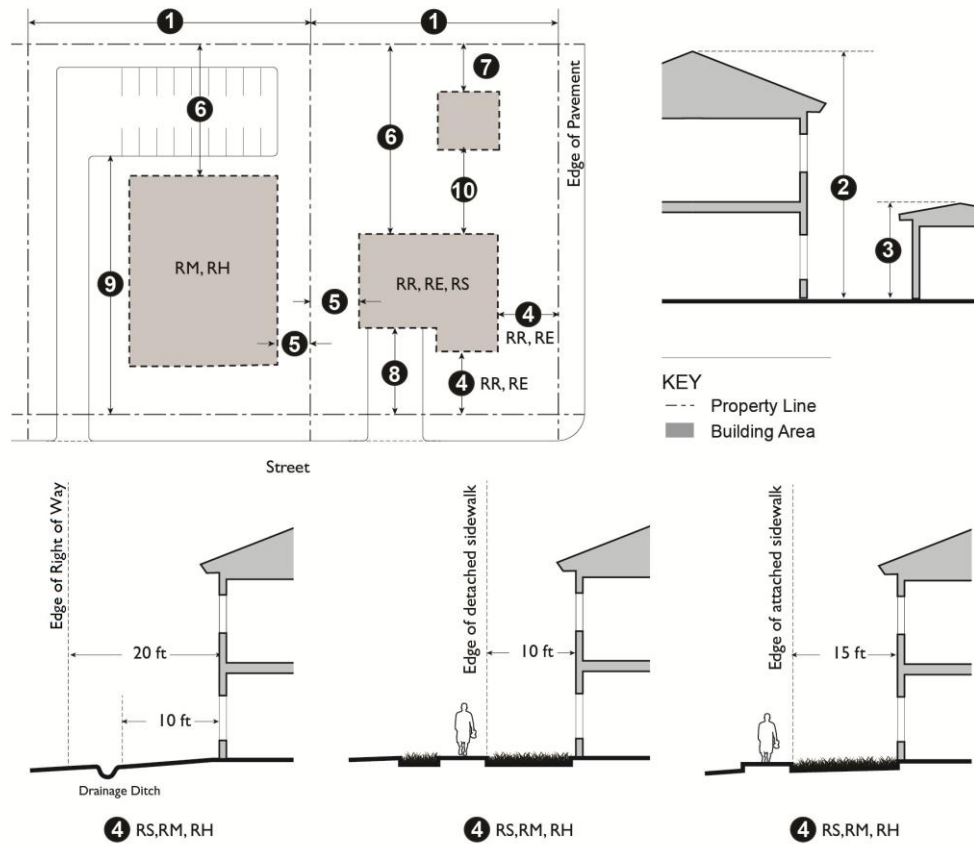 1
1
6
6
7
Edge of Pavement
10
2
3
RM, RH
RR, RE, RS
9
5
5
4
RR, RE
8
4 RR, RE
KEY
Property Line
Building Area
Street
Edge of Right of Way
20 ft
10 ft
Drainage Ditch
4 RS,RM, RH
Edge of detached sidewalk
10 ft
4 RS,RM, RH
Edge of attached sidewalk
15 ft
4 RS,RM, RH